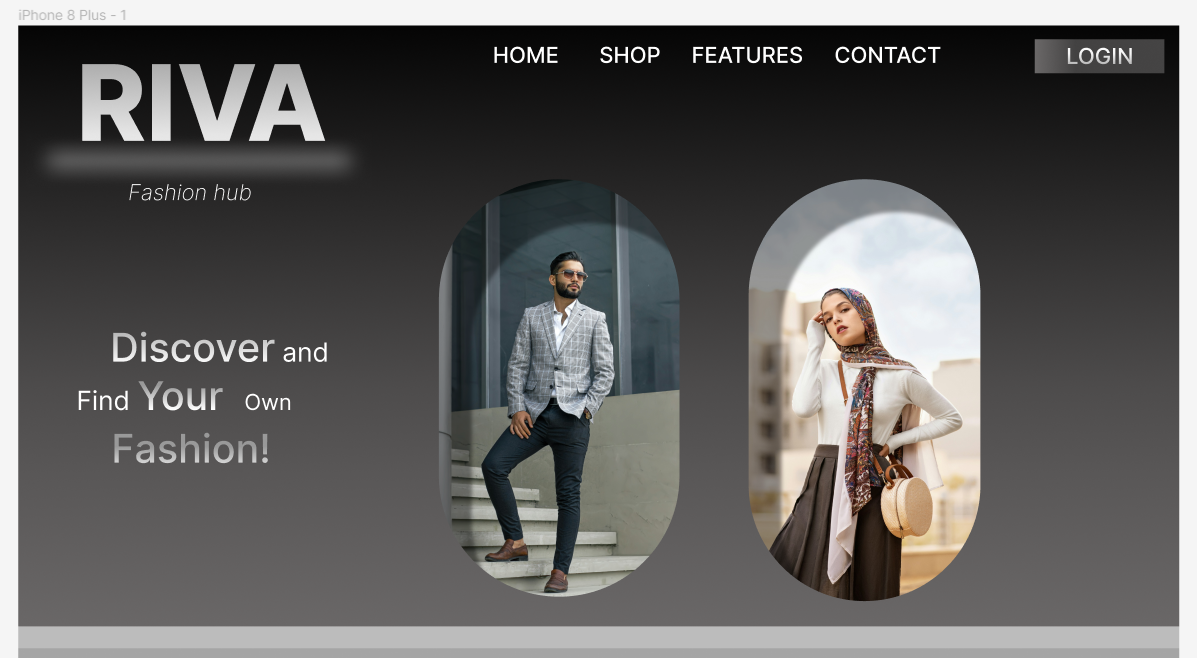 iPhone 8 Plus - 1
HOME SHOP FEATURES CONTACT LOGIN
RIVA
Fashion hub
Discover and
Find Your Own
Fashion!